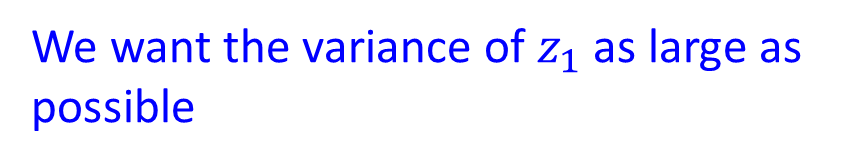 We want the variance of z₁ as large as
possible